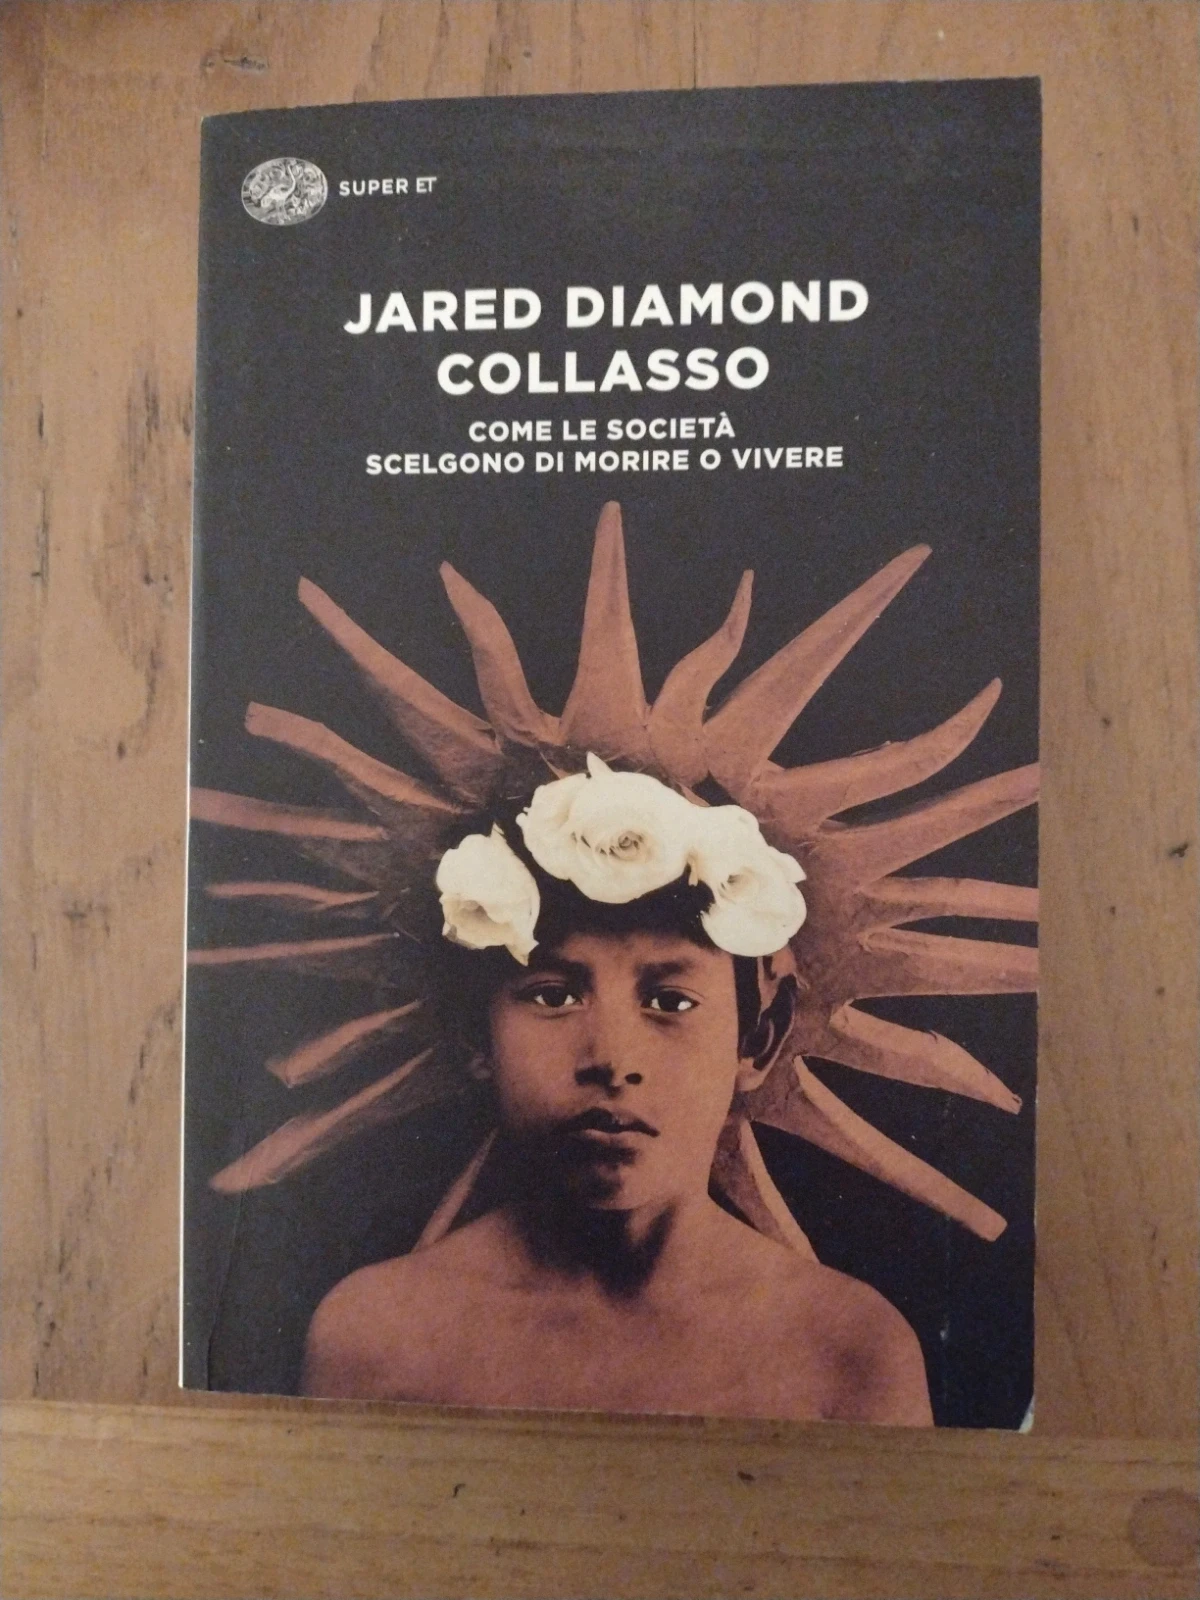 SUPER ET
JARED DIAMOND
COLLASSO
COME LE SOCIETÀ
SCELGONO DI MORIRE O VIVERE